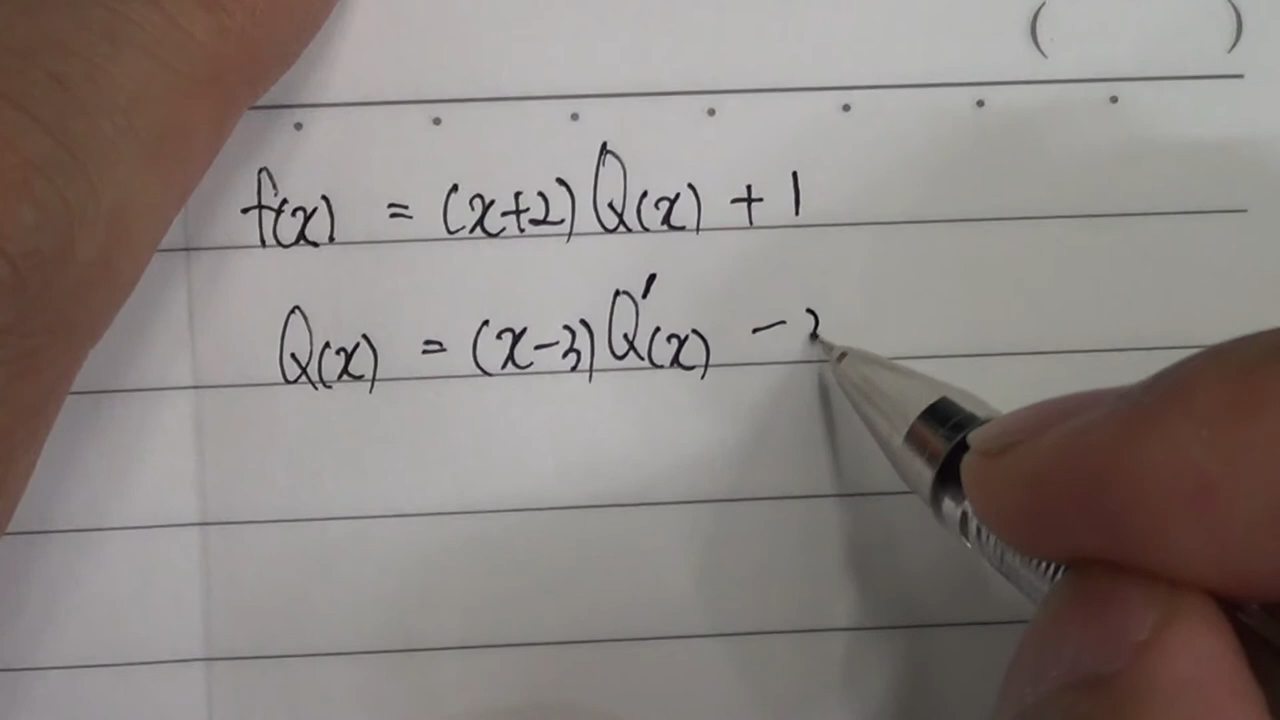 ( )
f(x) = (x+2)Q(x) + 1
Q(x) = (x-3)Q'(x) -